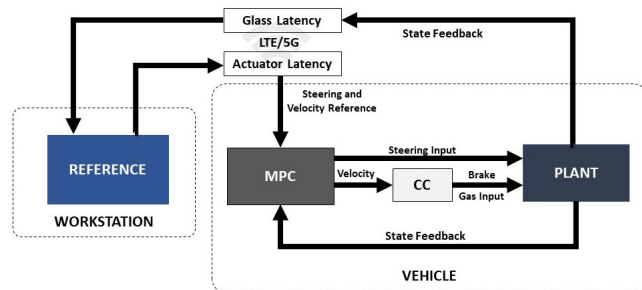 Glass Latency
LTE/5G
Actuator Latency
State Feedback
Steering and
Velocity Reference
REFERENCE
WORKSTATION
MPC
Steering Input
Velocity
CC
Brake
Gas Input
PLANT
State Feedback
VEHICLE